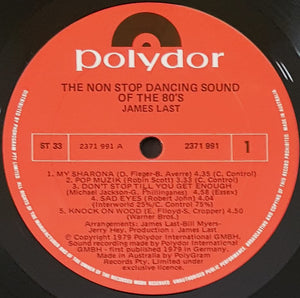 polydor
THE NON STOP DANCING SOUND
OF THE 80'S
JAMES LAST
ST 33
2371 991 A
2371 991
1
1. MY SHARONA (D. Fieger-B. Averre) 4.35 (C. Control)
2. POP MUZIK (Robin Scott) 3.53 (C. Control)
3. DON'T STOP TI'LL YOU GET ENOUGH
(Michael Jackson-G. Phillinganes) 4.58 (Essex)
4. SAD EYES (Robert John) 4.04
(Intersong 25%/C. Control 75%)
5. KNOCK ON WOOD (E. Floyd-S. Cropper) 4.50
(Warner Bros.)
Arrangements: James Last-Bill Myers-
Jerry Hey. Production: James Last
© Copyright 1979 Polydor International
GMBH. Sound recording made by Polydor International
GMBH - first published 1979 in Germany.
Made in Australia by PolyGram
Records Pty. Limited under
exclusive licence.